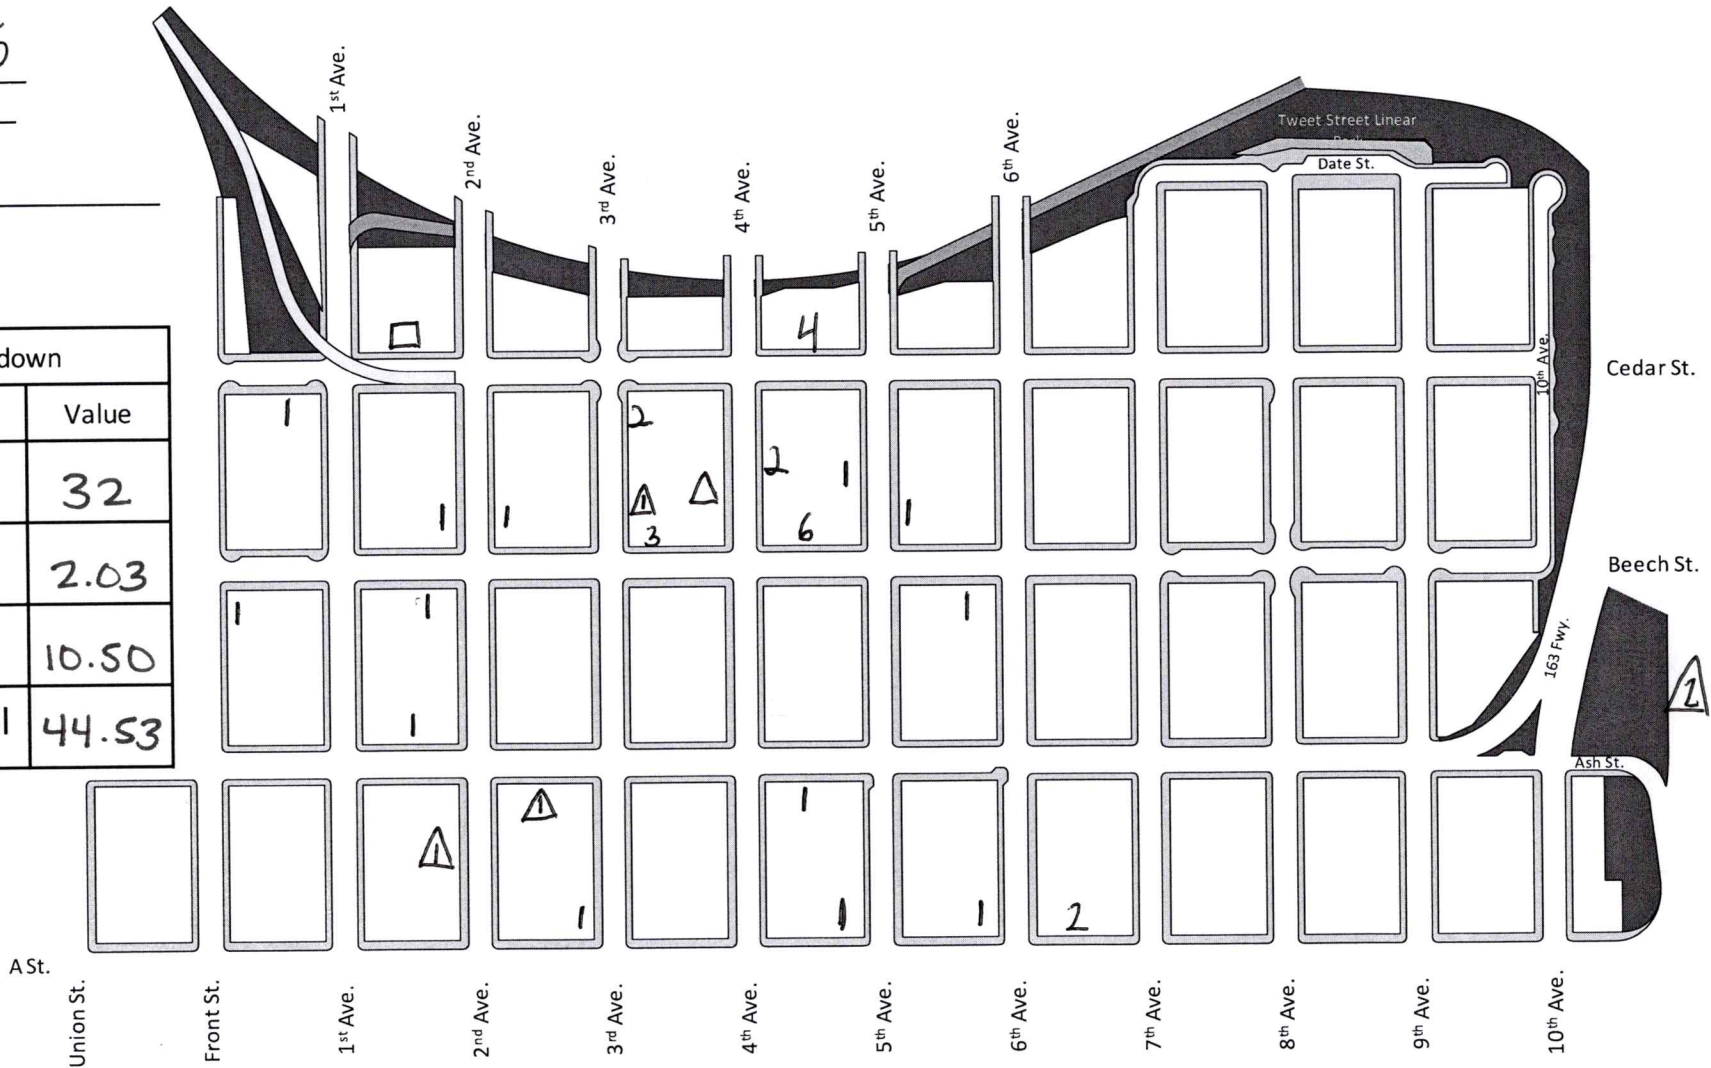 1st Ave.
2nd Ave.
3rd Ave.
4th Ave.
5th Ave.
6th Ave.
Tweet Street Linear
Date St.
4
down
Value
32
2.03
10.50
44.53
Cedar St.
10th Ave.
1
2
2
1
1
1
1
1
3
6
1
Beech St.
1
1
1
1
163 Fwy.
2
Ash St.
1
1
1
1
1
1
2
A St.
Union St.
Front St.
1st Ave.
2nd Ave.
3rd Ave.
4th Ave.
5th Ave.
6th Ave.
7th Ave.
8th Ave.
9th Ave.
10th Ave.